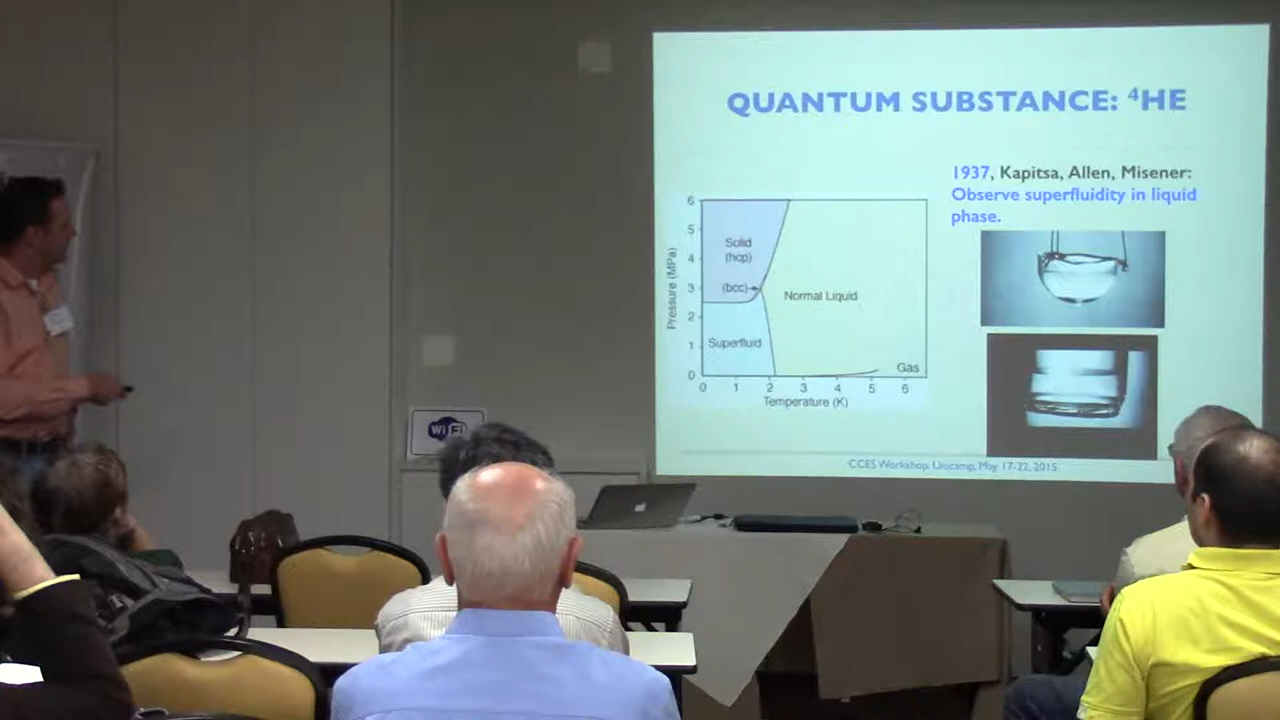 QUANTUM SUBSTANCE: ⁴HE
1937, Kapitsa, Allen, Misener:
Observe superfluidity in liquid
phase.
6
5
4
3
2
1
0
Pressure (MPa)
Solid
(hcp)
(bcc)
Normal Liquid
Superfluid
Gas
0 1 2 3 4 5 6
Temperature (K)
CCES Workshop, Unicamp, May 17-22, 2015
Wi Fi